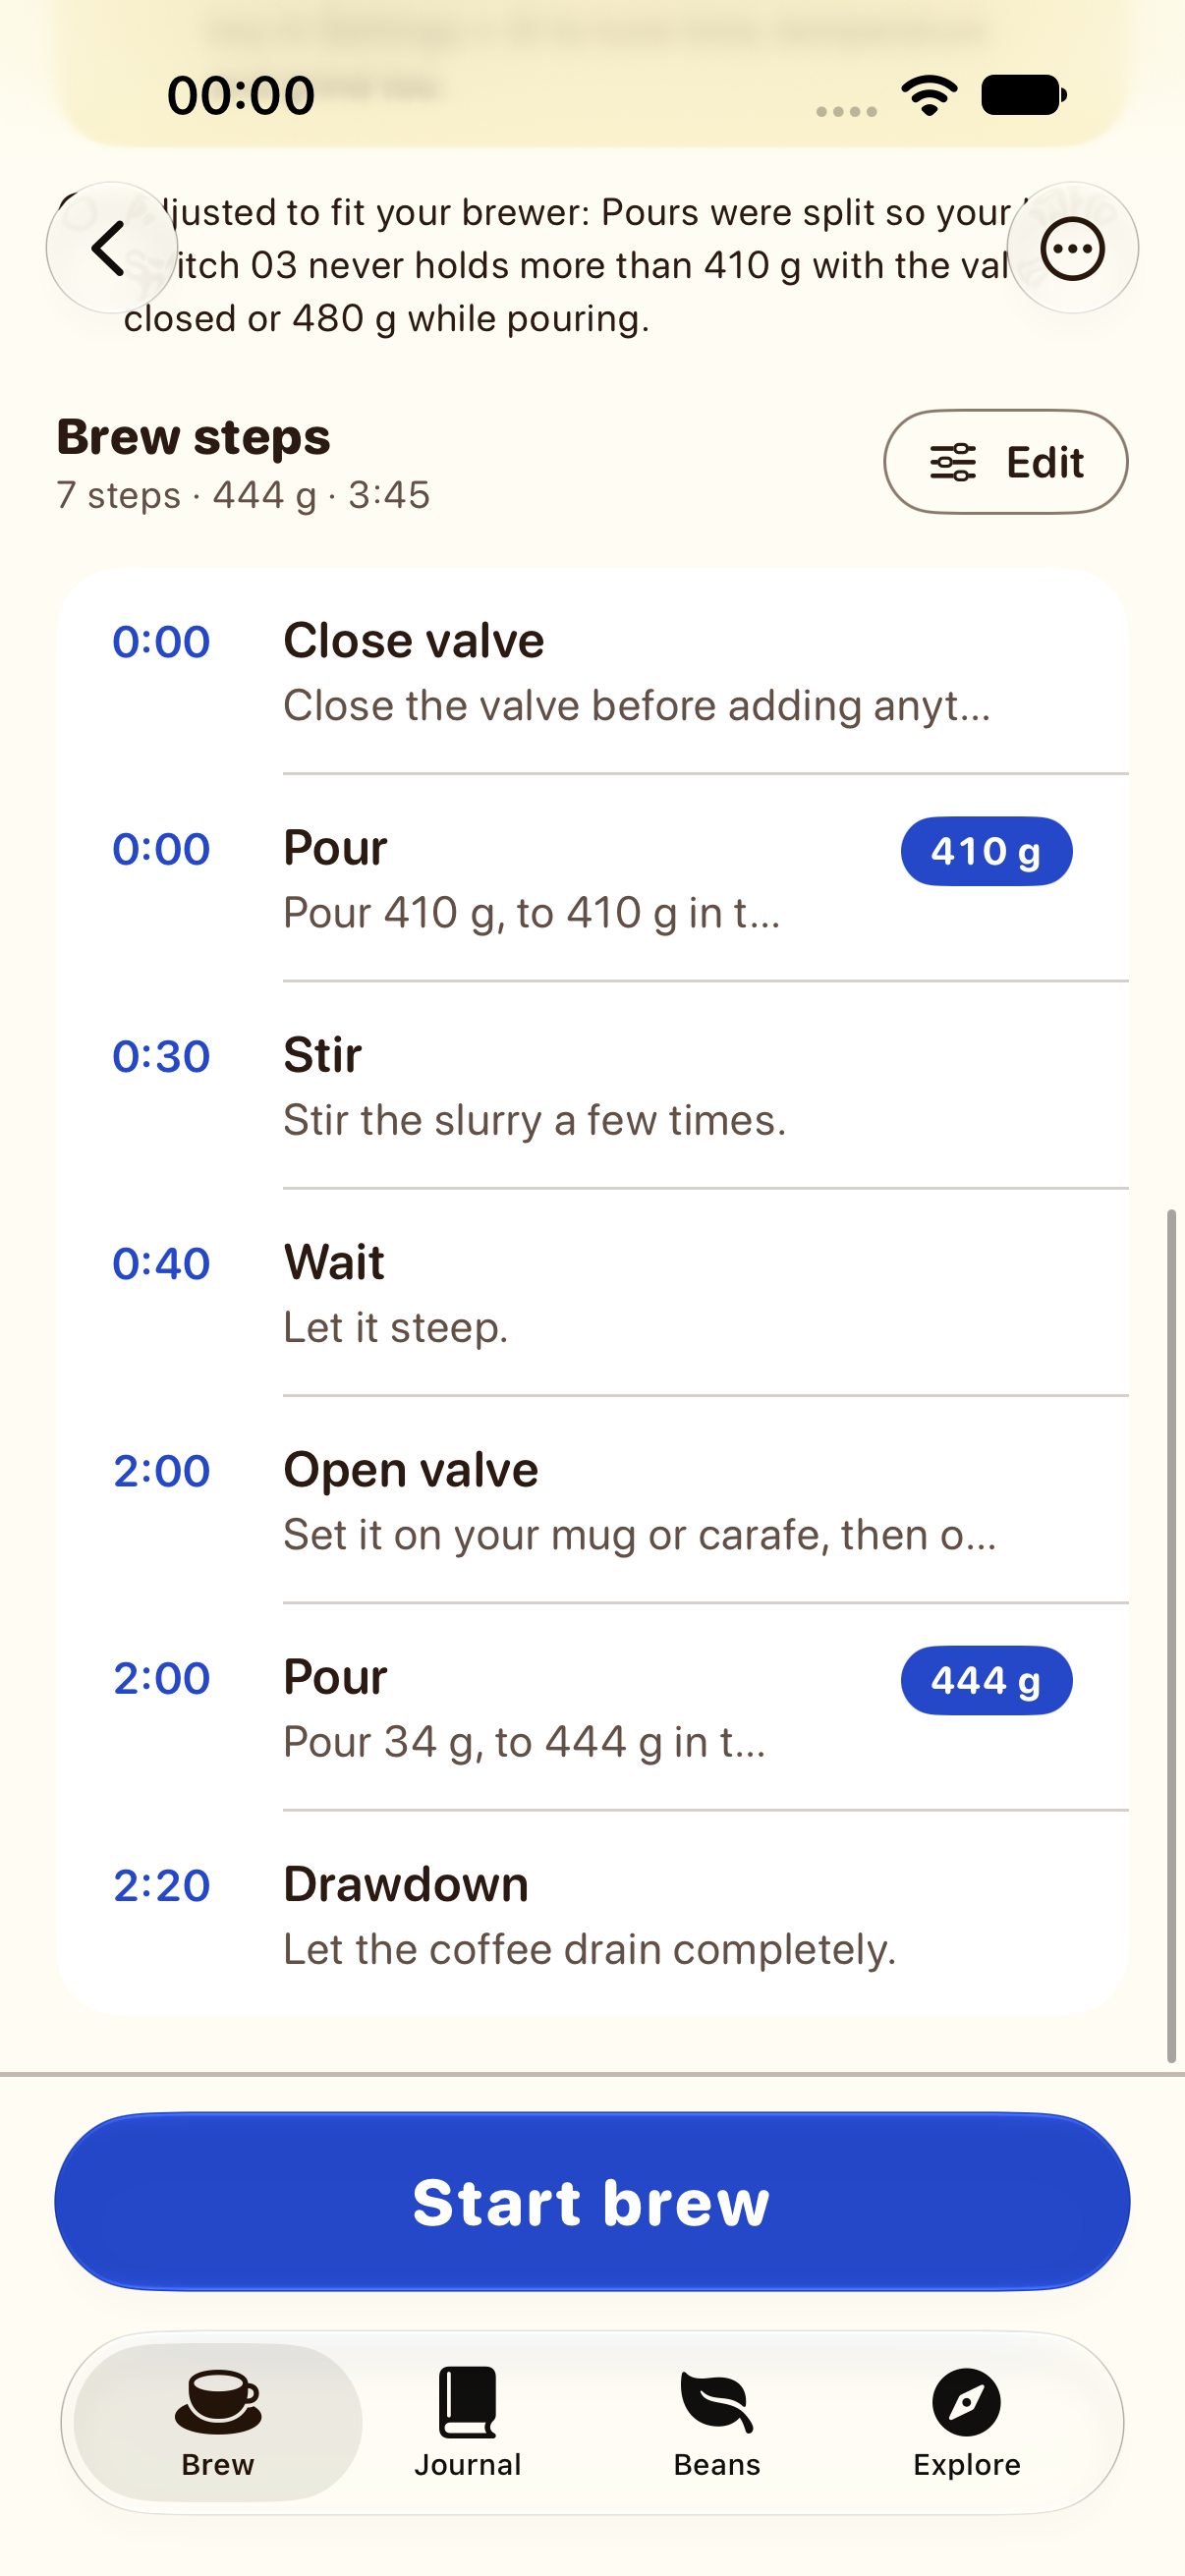 00:00
justed to fit your brewer: Pours were split so your
itch 03 never holds more than 410 g with the val
closed or 480 g while pouring.
Brew steps
Edit
7 steps · 444 g · 3:45
0:00 Close valve
Close the valve before adding anyt...
0:00 Pour 410 g
Pour 410 g, to 410 g in t...
0:30 Stir
Stir the slurry a few times.
0:40 Wait
Let it steep.
2:00 Open valve
Set it on your mug or carafe, then o...
2:00 Pour 444 g
Pour 34 g, to 444 g in t...
2:20 Drawdown
Let the coffee drain completely.
Start brew
Brew Journal Beans Explore